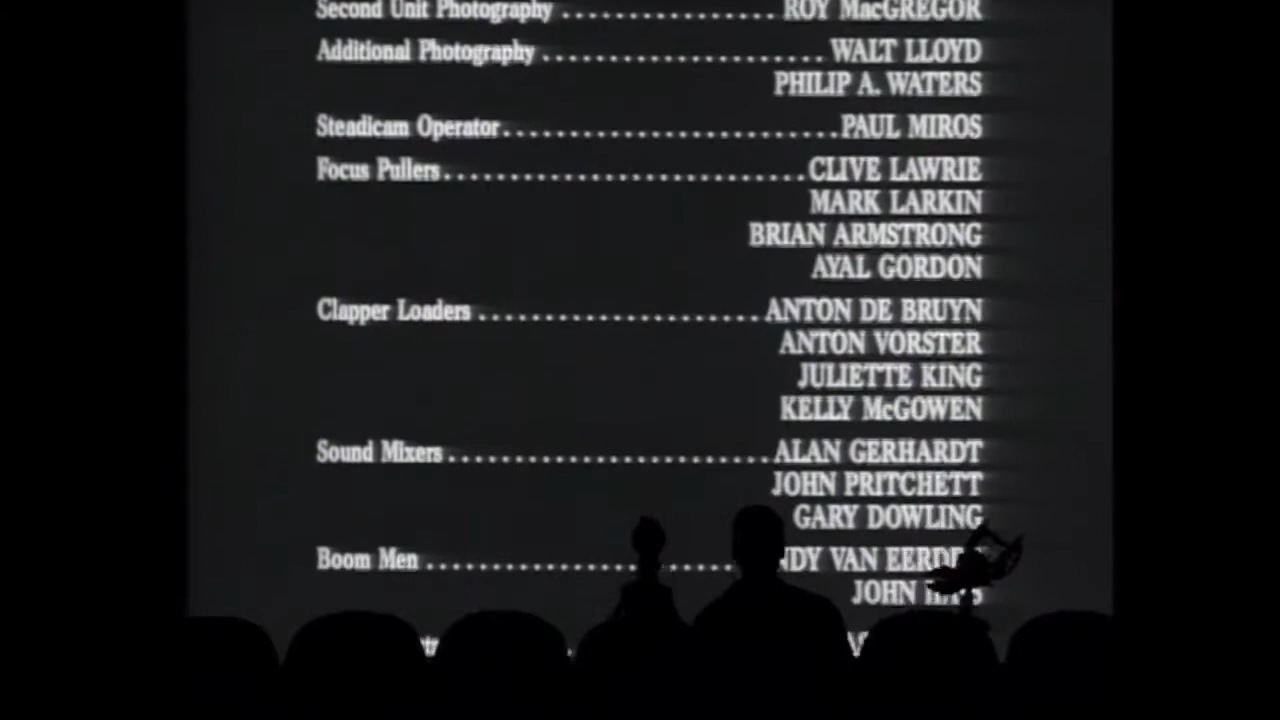 Second Unit Photography ................ ROY MacGREGOR
Additional Photography ...................... WALT LLOYD
PHILIP A. WATERS
Steadicam Operator ......................... PAUL MIROS
Focus Pullers ........................... CLIVE LAWRIE
MARK LARKIN
BRIAN ARMSTRONG
AYAL GORDON
Clapper Loaders ..................... ANTON DE BRUYN
ANTON VORSTER
JULIETTE KING
KELLY McGOWEN
Sound Mixers ........................ ALAN GERHARDT
JOHN PRITCHETT
GARY DOWLING
Boom Men ....................... VAN
JOHN